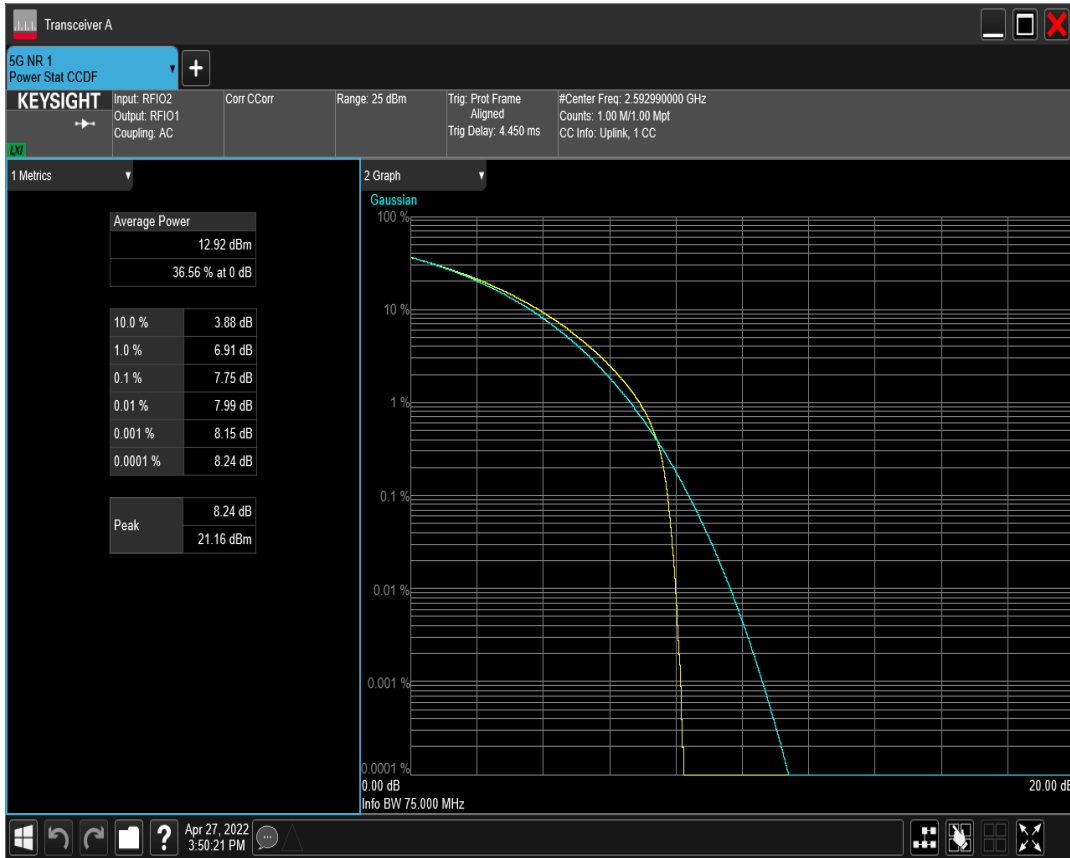 Transceiver A
5G NR 1
Power Stat CCDF
KEYSIGHT
LXI
Input: RFIO2
Output: RFIO1
Coupling: AC
Corr CCorr
Range: 25 dBm
Trig: Prot Frame
Aligned
Trig Delay: 4.450 ms
#Center Freq: 2.592990000 GHz
Counts: 1.00 M/1.00 Mpt
CC Info: Uplink, 1 CC
1 Metrics
Average Power
12.92 dBm
36.56 % at 0 dB
10.0 % 3.88 dB
1.0 % 6.91 dB
0.1 % 7.75 dB
0.01 % 7.99 dB
0.001 % 8.15 dB
0.0001 % 8.24 dB
Peak
8.24 dB
21.16 dBm
2 Graph
Gaussian
100 %
10 %
1 %
0.1 %
0.01 %
0.001 %
0.0001 %
0.00 dB
20.00 dB
Info BW 75.000 MHz
?
Apr 27, 2022
3:50:21 PM